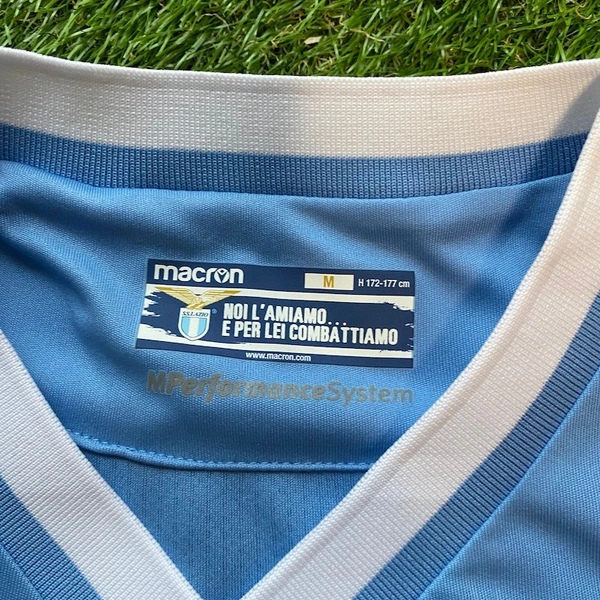 macron M H 172-177 cm
S.S.LAZIO
NOI L'AMIAMO...
E PER LEI COMBATTIAMO
www.macron.com
MPerformanceSystem